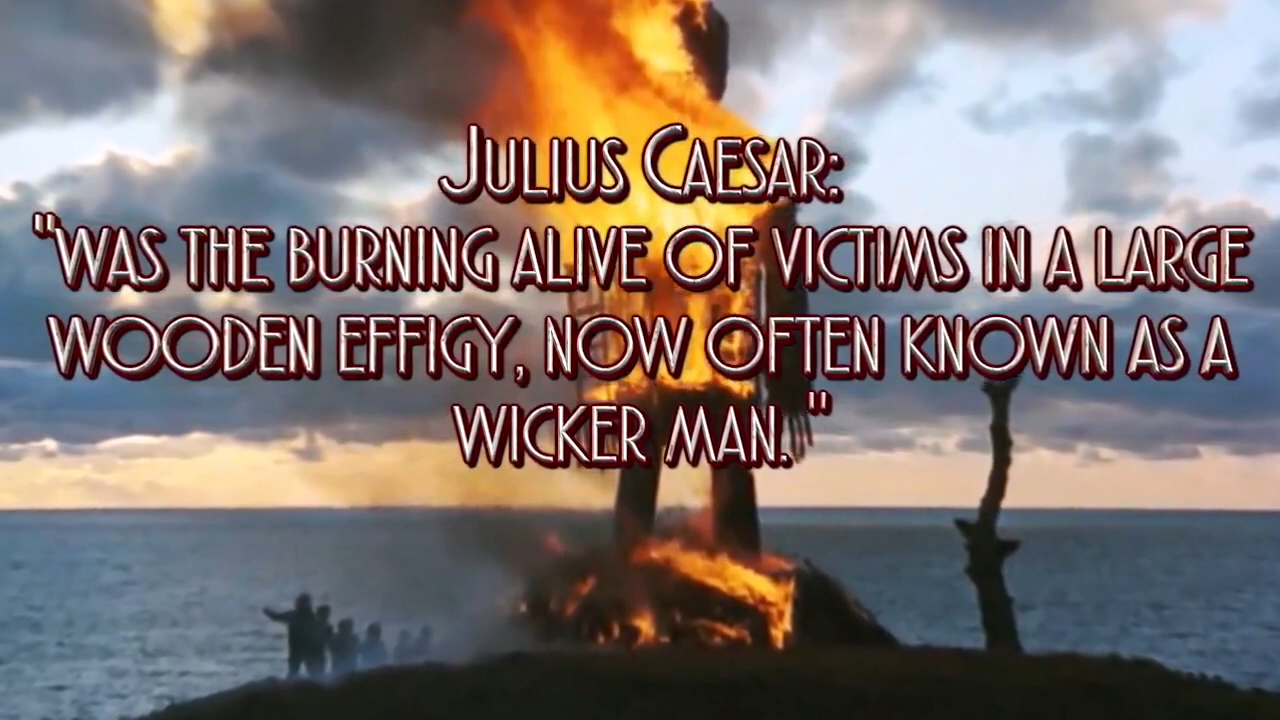 Julius Caesar:
"was the burning alive of victims in a large
wooden effigy, now often known as a
wicker man."